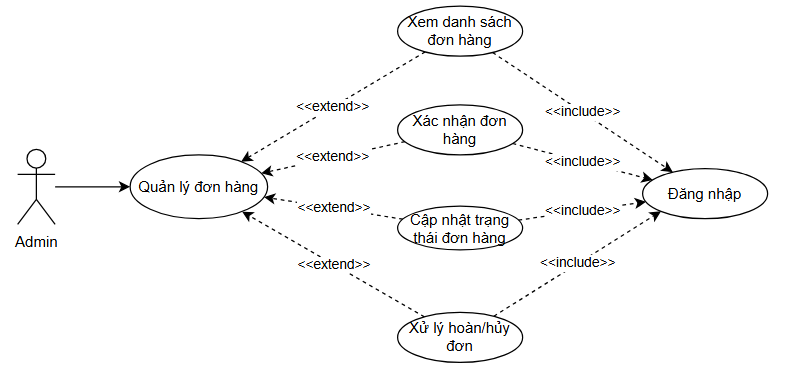 Xem danh sách
đơn hàng
<<extend>>
<<include>>
Xác nhận đơn
hàng
<<extend>>
<<include>>
Quản lý đơn hàng
Đăng nhập
Admin
<<extend>>
<<include>>
Cập nhật trạng
thái đơn hàng
<<extend>>
<<include>>
Xử lý hoàn/hủy
đơn